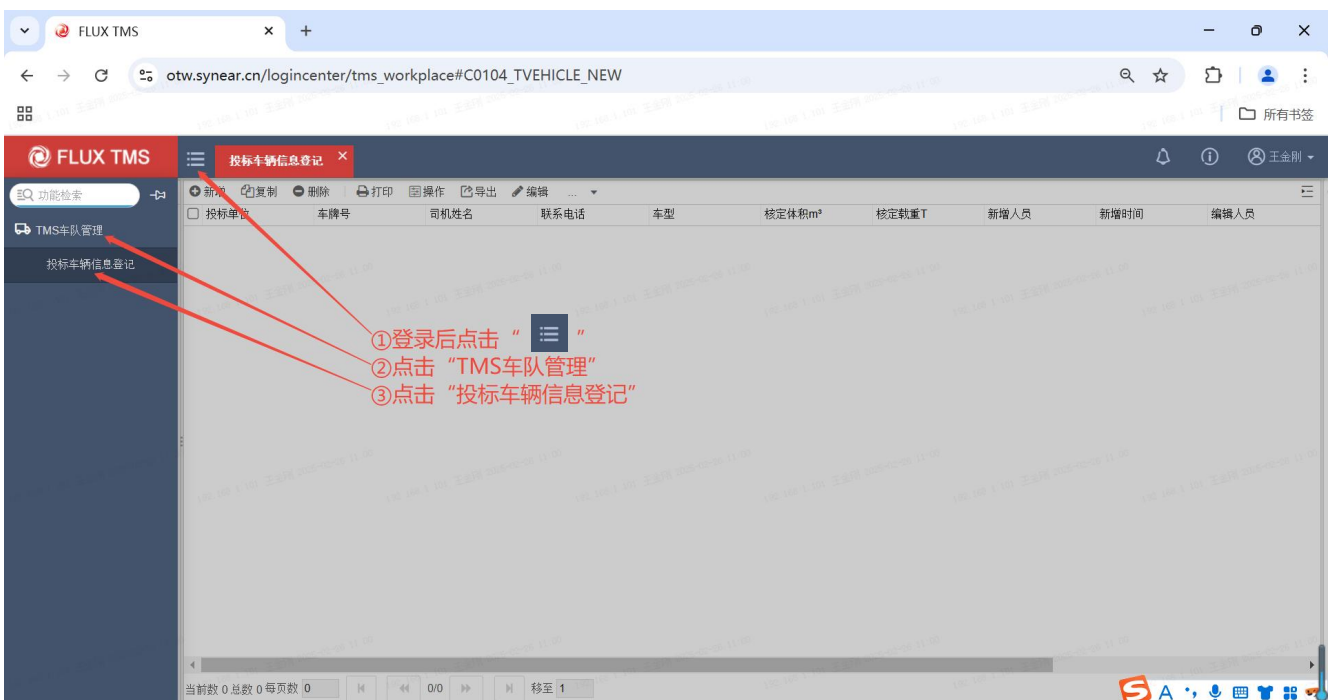 FLUX TMS
otw.synear.cn/logincenter/tms_workplace#C0104_TVEHICLE_NEW
所有书签
FLUX TMS
投标车辆信息登记
王金刚
功能检索
新增 复制 删除 打印 操作 导出 编辑 ...
投标单位 车牌号 司机姓名 联系电话 车型 核定体积m³ 核定载重T 新增人员 新增时间 编辑人员
TMS车队管理
投标车辆信息登记
①登录后点击“ ”
②点击“TMS车队管理”
③点击“投标车辆信息登记”
当前数 0 总数 0 每页数 0 0/0 移至 1